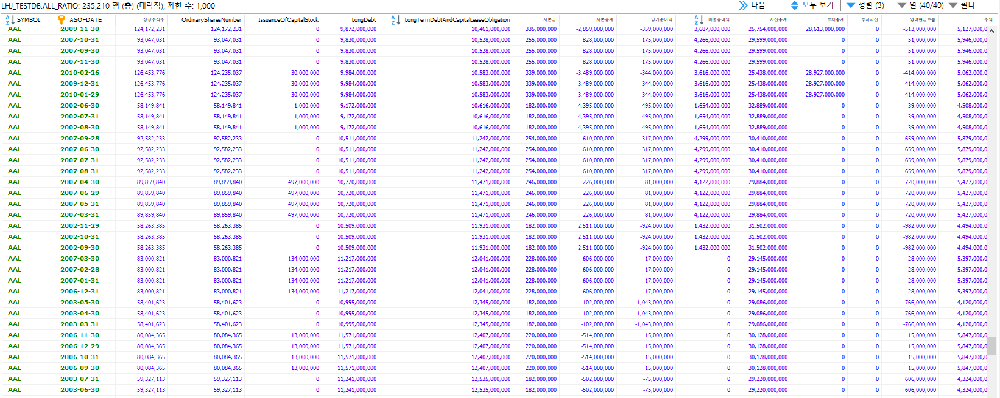 LHJ_TESTDB.ALL_RATIO: 235,210 행 (총) (대략적), 제한 수: 1,000 다음 모두 보기 정렬 (3) 열 (40/40) 필터
SYMBOL ASOFDATE 상장주식수 OrdinarySharesNumber IssuanceOfCapitalStock LongDebt LongTermDebtAndCapitalLeaseObligation 자본금 자본총계 당기순이익 매출총이익 자산총계 부채총계 투자자산 잉여현금흐름 수익
AAL 2009-11-30 124,172,231 124,172,231 0 9,872,000,000 10,461,000,000 335,000,000 -2,859,000,000 -359,000,000 3,687,000,000 25,754,000,000 28,613,000,000 0 -513,000,000 5,127,000,0
AAL 2007-10-31 93,047,031 93,047,031 0 9,830,000,000 10,528,000,000 255,000,000 828,000,000 175,000,000 4,266,000,000 29,599,000,000 0 0 51,000,000 5,946,000,0
AAL 2007-09-30 93,047,031 93,047,031 0 9,830,000,000 10,528,000,000 255,000,000 828,000,000 175,000,000 4,266,000,000 29,599,000,000 0 0 51,000,000 5,946,000,0
AAL 2007-11-30 93,047,031 93,047,031 0 9,830,000,000 10,528,000,000 255,000,000 828,000,000 175,000,000 4,266,000,000 29,599,000,000 0 0 51,000,000 5,946,000,0
AAL 2010-02-26 126,453,776 124,235,037 30,000,000 9,984,000,000 10,583,000,000 339,000,000 -3,489,000,000 -344,000,000 3,616,000,000 25,438,000,000 28,927,000,000 0 -414,000,000 5,062,000,0
AAL 2009-12-31 126,453,776 124,235,037 30,000,000 9,984,000,000 10,583,000,000 339,000,000 -3,489,000,000 -344,000,000 3,616,000,000 25,438,000,000 28,927,000,000 0 -414,000,000 5,062,000,0
AAL 2010-01-29 126,453,776 124,235,037 30,000,000 9,984,000,000 10,583,000,000 339,000,000 -3,489,000,000 -344,000,000 3,616,000,000 25,438,000,000 28,927,000,000 0 -414,000,000 5,062,000,0
AAL 2002-06-30 58,149,841 58,149,841 1,000,000 9,172,000,000 10,616,000,000 182,000,000 4,395,000,000 -495,000,000 1,654,000,000 32,889,000,000 0 0 39,000,000 4,508,000,0
AAL 2002-07-31 58,149,841 58,149,841 1,000,000 9,172,000,000 10,616,000,000 182,000,000 4,395,000,000 -495,000,000 1,654,000,000 32,889,000,000 0 0 39,000,000 4,508,000,0
AAL 2002-08-30 58,149,841 58,149,841 1,000,000 9,172,000,000 10,616,000,000 182,000,000 4,395,000,000 -495,000,000 1,654,000,000 32,889,000,000 0 0 39,000,000 4,508,000,0
AAL 2007-09-28 92,582,233 92,582,233 0 10,511,000,000 11,242,000,000 254,000,000 610,000,000 317,000,000 4,299,000,000 30,410,000,000 0 0 659,000,000 5,879,000,0
AAL 2007-06-30 92,582,233 92,582,233 0 10,511,000,000 11,242,000,000 254,000,000 610,000,000 317,000,000 4,299,000,000 30,410,000,000 0 0 659,000,000 5,879,000,0
AAL 2007-07-31 92,582,233 92,582,233 0 10,511,000,000 11,242,000,000 254,000,000 610,000,000 317,000,000 4,299,000,000 30,410,000,000 0 0 659,000,000 5,879,000,0
AAL 2007-08-31 92,582,233 92,582,233 0 10,511,000,000 11,242,000,000 254,000,000 610,000,000 317,000,000 4,299,000,000 30,410,000,000 0 0 659,000,000 5,879,000,0
AAL 2007-04-30 89,859,840 89,859,840 497,000,000 10,720,000,000 11,471,000,000 246,000,000 226,000,000 81,000,000 4,122,000,000 29,884,000,000 0 0 720,000,000 5,427,000,0
AAL 2007-06-29 89,859,840 89,859,840 497,000,000 10,720,000,000 11,471,000,000 246,000,000 226,000,000 81,000,000 4,122,000,000 29,884,000,000 0 0 720,000,000 5,427,000,0
AAL 2007-05-31 89,859,840 89,859,840 497,000,000 10,720,000,000 11,471,000,000 246,000,000 226,000,000 81,000,000 4,122,000,000 29,884,000,000 0 0 720,000,000 5,427,000,0
AAL 2007-03-31 89,859,840 89,859,840 497,000,000 10,720,000,000 11,471,000,000 246,000,000 226,000,000 81,000,000 4,122,000,000 29,884,000,000 0 0 720,000,000 5,427,000,0
AAL 2002-11-29 58,263,385 58,263,385 0 10,509,000,000 11,931,000,000 182,000,000 2,511,000,000 -924,000,000 1,432,000,000 31,502,000,000 0 0 -982,000,000 4,494,000,0
AAL 2002-10-31 58,263,385 58,263,385 0 10,509,000,000 11,931,000,000 182,000,000 2,511,000,000 -924,000,000 1,432,000,000 31,502,000,000 0 0 -982,000,000 4,494,000,0
AAL 2002-09-30 58,263,385 58,263,385 0 10,509,000,000 11,931,000,000 182,000,000 2,511,000,000 -924,000,000 1,432,000,000 31,502,000,000 0 0 -982,000,000 4,494,000,0
AAL 2007-03-30 83,000,821 83,000,821 -134,000,000 11,217,000,000 12,041,000,000 228,000,000 -606,000,000 17,000,000 0 29,145,000,000 0 0 28,000,000 5,397,000,0
AAL 2007-02-28 83,000,821 83,000,821 -134,000,000 11,217,000,000 12,041,000,000 228,000,000 -606,000,000 17,000,000 0 29,145,000,000 0 0 28,000,000 5,397,000,0
AAL 2007-01-31 83,000,821 83,000,821 -134,000,000 11,217,000,000 12,041,000,000 228,000,000 -606,000,000 17,000,000 0 29,145,000,000 0 0 28,000,000 5,397,000,0
AAL 2006-12-31 83,000,821 83,000,821 -134,000,000 11,217,000,000 12,041,000,000 228,000,000 -606,000,000 17,000,000 0 29,145,000,000 0 0 28,000,000 5,397,000,0
AAL 2003-05-30 58,401,623 58,401,623 0 10,995,000,000 12,345,000,000 182,000,000 -102,000,000 -1,043,000,000 0 29,086,000,000 0 0 -766,000,000 4,120,000,0
AAL 2003-04-30 58,401,623 58,401,623 0 10,995,000,000 12,345,000,000 182,000,000 -102,000,000 -1,043,000,000 0 29,086,000,000 0 0 -766,000,000 4,120,000,0
AAL 2003-03-31 58,401,623 58,401,623 0 10,995,000,000 12,345,000,000 182,000,000 -102,000,000 -1,043,000,000 0 29,086,000,000 0 0 -766,000,000 4,120,000,0
AAL 2006-11-30 80,084,365 80,084,365 13,000,000 11,571,000,000 12,407,000,000 220,000,000 -514,000,000 15,000,000 0 30,128,000,000 0 0 15,000,000 5,847,000,0
AAL 2006-12-29 80,084,365 80,084,365 13,000,000 11,571,000,000 12,407,000,000 220,000,000 -514,000,000 15,000,000 0 30,128,000,000 0 0 15,000,000 5,847,000,0
AAL 2006-10-31 80,084,365 80,084,365 13,000,000 11,571,000,000 12,407,000,000 220,000,000 -514,000,000 15,000,000 0 30,128,000,000 0 0 15,000,000 5,847,000,0
AAL 2006-09-30 80,084,365 80,084,365 13,000,000 11,571,000,000 12,407,000,000 220,000,000 -514,000,000 15,000,000 0 30,128,000,000 0 0 15,000,000 5,847,000,0
AAL 2003-07-31 59,327,113 59,327,113 0 11,241,000,000 12,535,000,000 182,000,000 -502,000,000 -75,000,000 0 29,220,000,000 0 0 606,000,000 4,324,000,0
AAL 2003-06-30 59,327,113 59,327,113 0 11,241,000,000 12,535,000,000 182,000,000 -502,000,000 -75,000,000 0 29,220,000,000 0 0 606,000,000 4,324,000,0